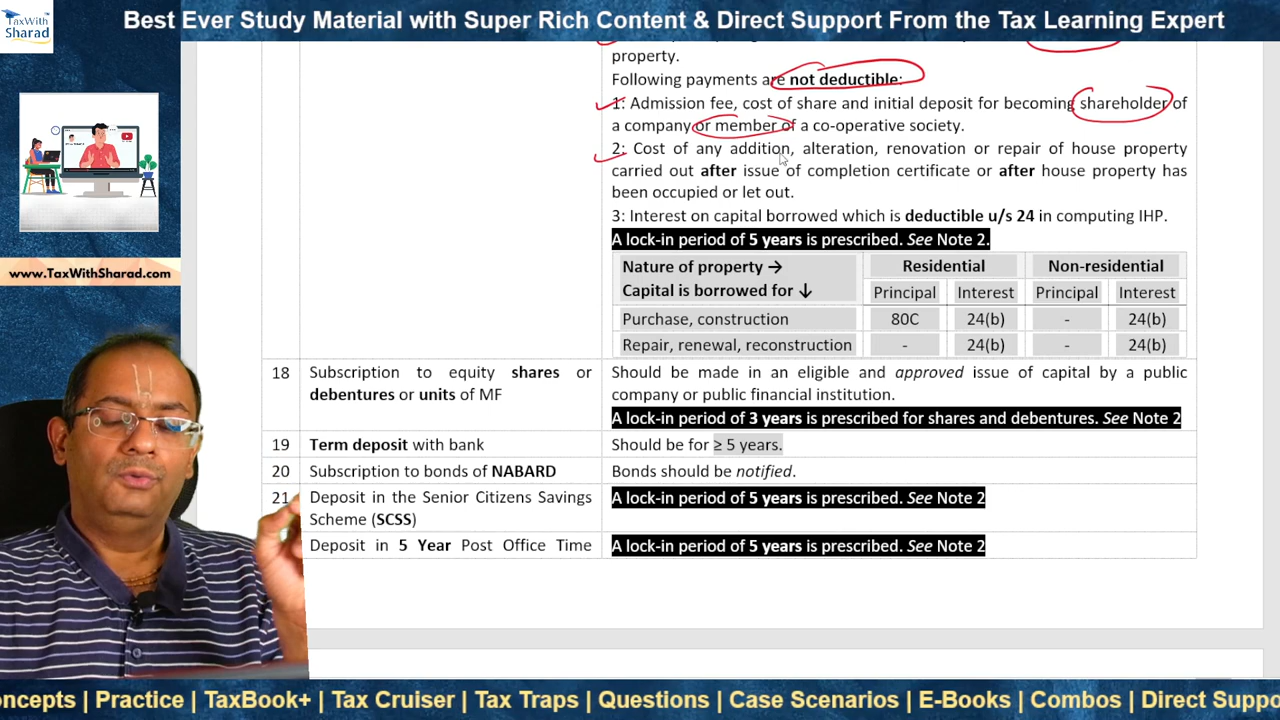 TaxWith
Sharad
Best Ever Study Material with Super Rich Content & Direct Support From the Tax Learning Expert
property.
Following payments are not deductible:
1: Admission fee, cost of share and initial deposit for becoming shareholder of
a company or member of a co-operative society.
2: Cost of any addition, alteration, renovation or repair of house property
carried out after issue of completion certificate or after house property has
been occupied or let out.
3: Interest on capital borrowed which is deductible u/s 24 in computing IHP.
A lock-in period of 5 years is prescribed. See Note 2.
Nature of property → Residential Non-residential
Capital is borrowed for ↓ Principal Interest Principal Interest
Purchase, construction 80C 24(b) - 24(b)
Repair, renewal, reconstruction - 24(b) - 24(b)
18 Subscription to equity shares or Should be made in an eligible and approved issue of capital by a public
debentures or units of MF company or public financial institution.
A lock-in period of 3 years is prescribed for shares and debentures. See Note 2
19 Term deposit with bank Should be for ≥ 5 years.
20 Subscription to bonds of NABARD Bonds should be notified.
21 Deposit in the Senior Citizens Savings A lock-in period of 5 years is prescribed. See Note 2
Scheme (SCSS)
Deposit in 5 Year Post Office Time A lock-in period of 5 years is prescribed. See Note 2
www.TaxWithSharad.com
oncepts | Practice | TaxBook+ | Tax Cruiser | Tax Traps | Questions | Case Scenarios | E-Books | Combos | Direct Suppo